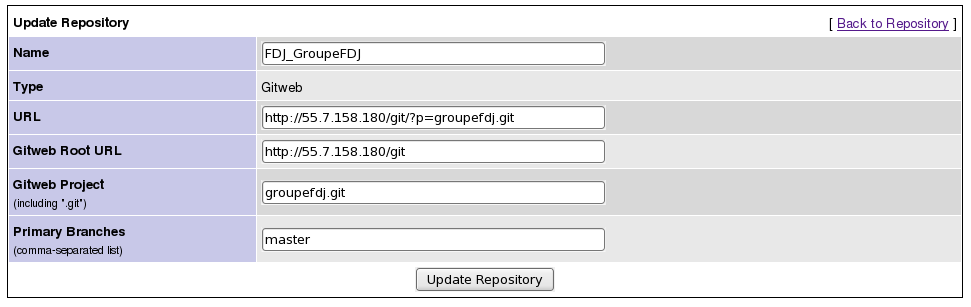 Update Repository [ Back to Repository ]
Name FDJ_GroupeFDJ
Type Gitweb
URL http://55.7.158.180/git/?p=groupefdj.git
Gitweb Root URL http://55.7.158.180/git
Gitweb Project groupefdj.git
(including ".git")
Primary Branches master
(comma-separated list)
Update Repository